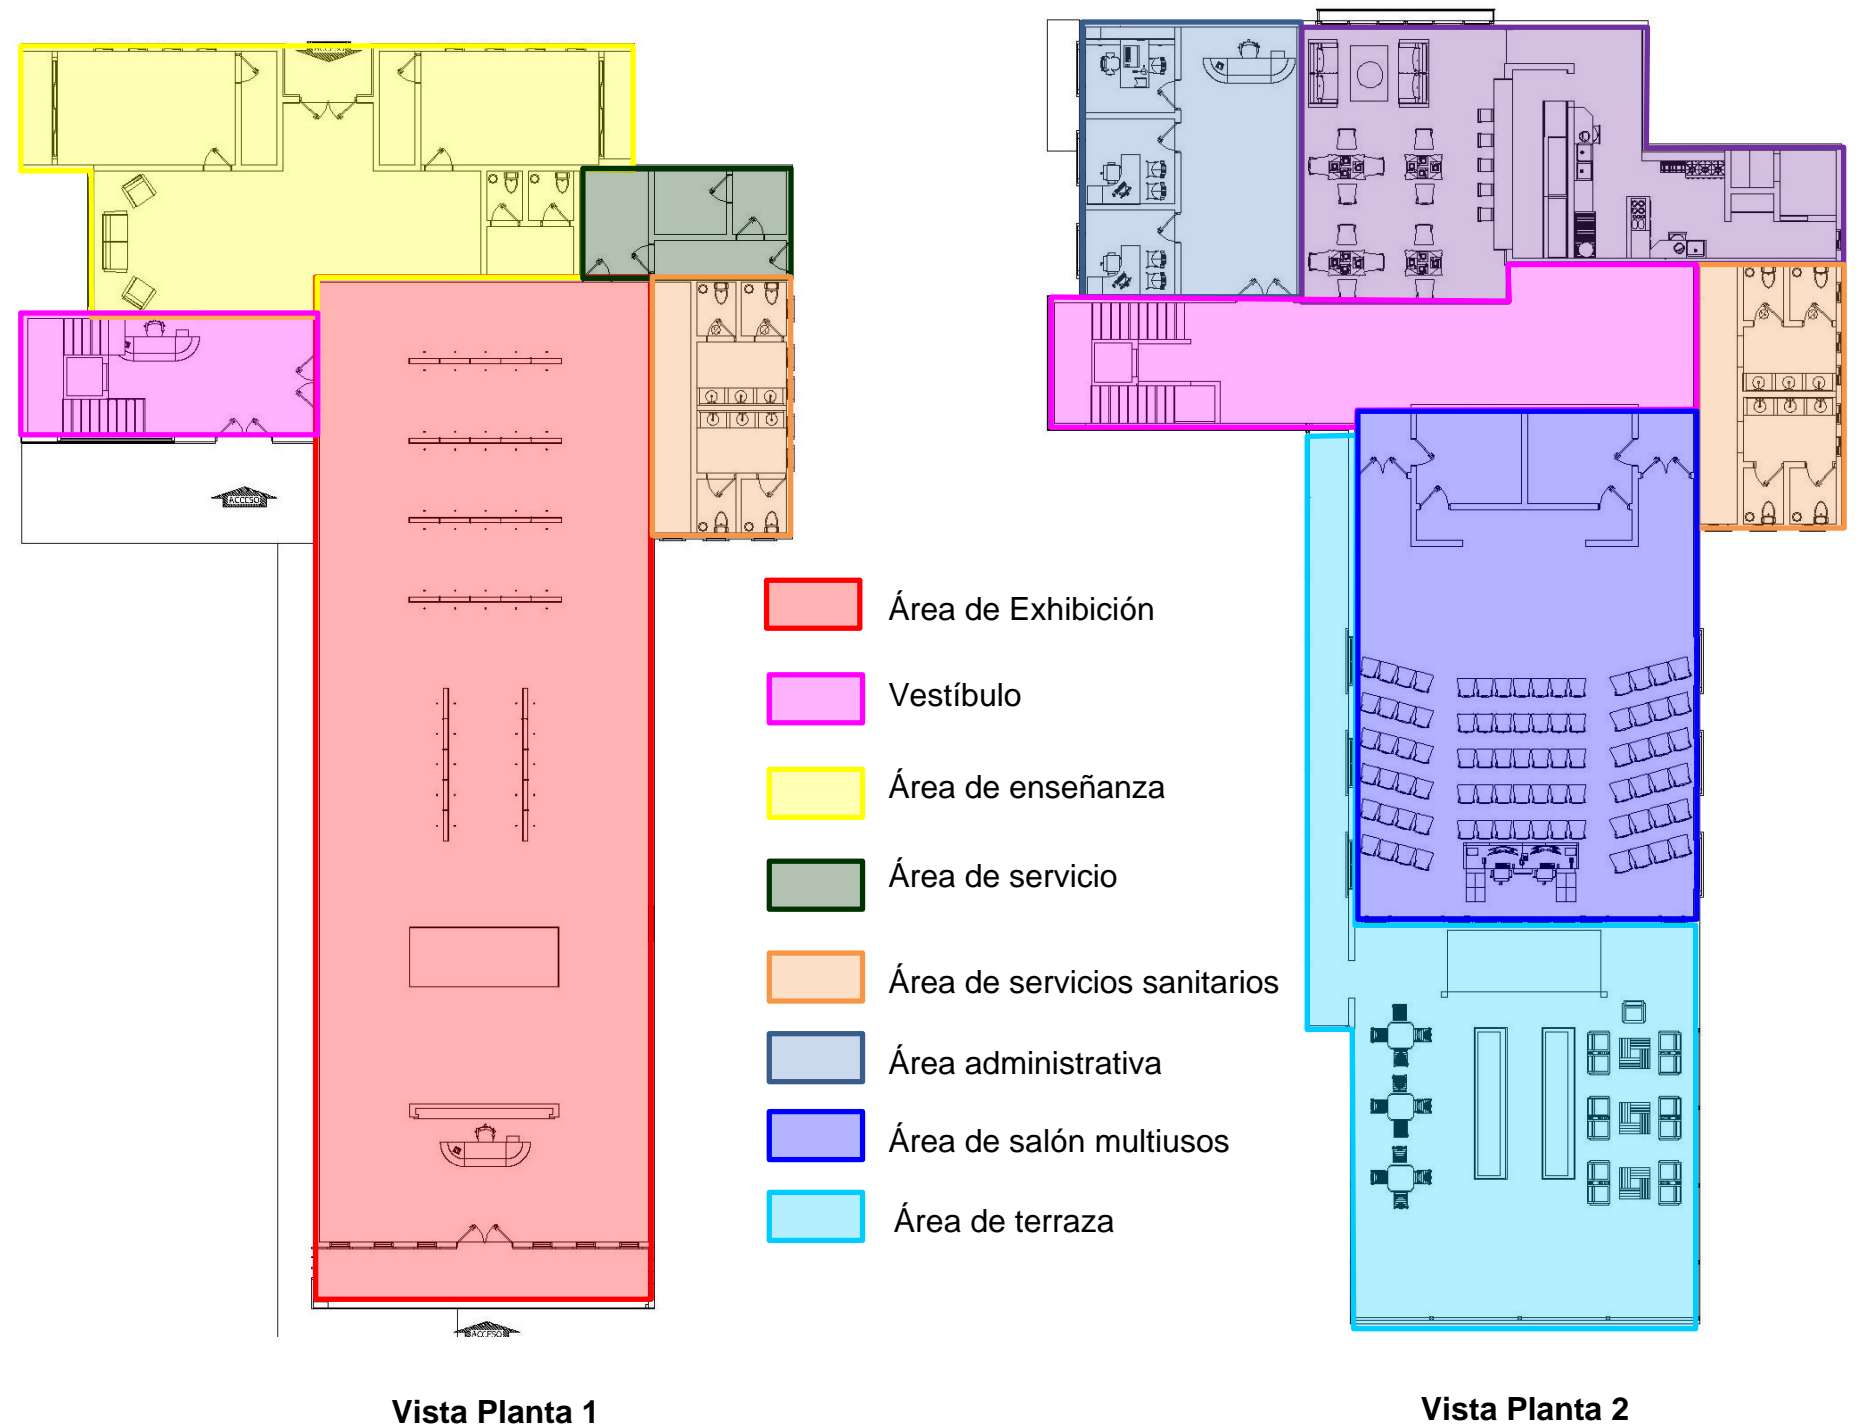 ACCESO
ACCESO
Área de Exhibición
Vestíbulo
Área de enseñanza
Área de servicio
Área de servicios sanitarios
Área administrativa
Área de salón multiusos
Área de terraza
ACCESO
Vista Planta 1
Vista Planta 2